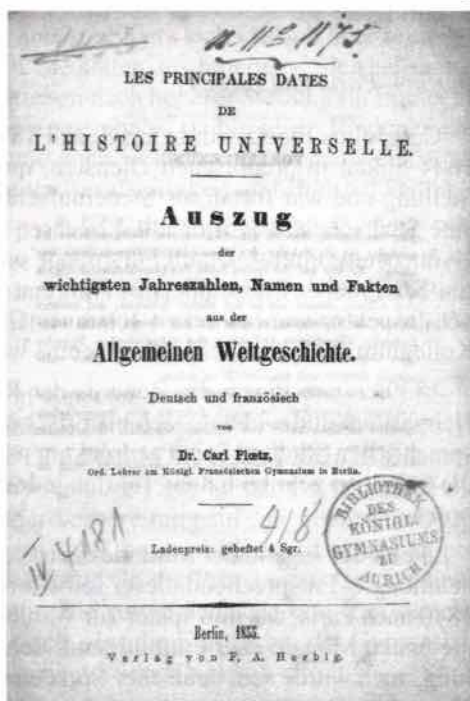 LES PRINCIPALES DATES
DE
L'HISTOIRE UNIVERSELLE.
Auszug
der
wichtigsten Jahreszahlen, Namen und Fakten
aus der
Allgemeinen Weltgeschichte.
Deutsch und französisch
von
Dr. Carl Plœtz,
Ord. Lehrer am Königl. Französischen Gymnasium in Berlin.
Ladenpreis: geheftet 4 Sgr.
BIBLIOTHEK
DES
KÖNIGL.
GYMNASIUMS
ZU
AURICH
Berlin, 1855.
Verlag von F. A. Herbig.